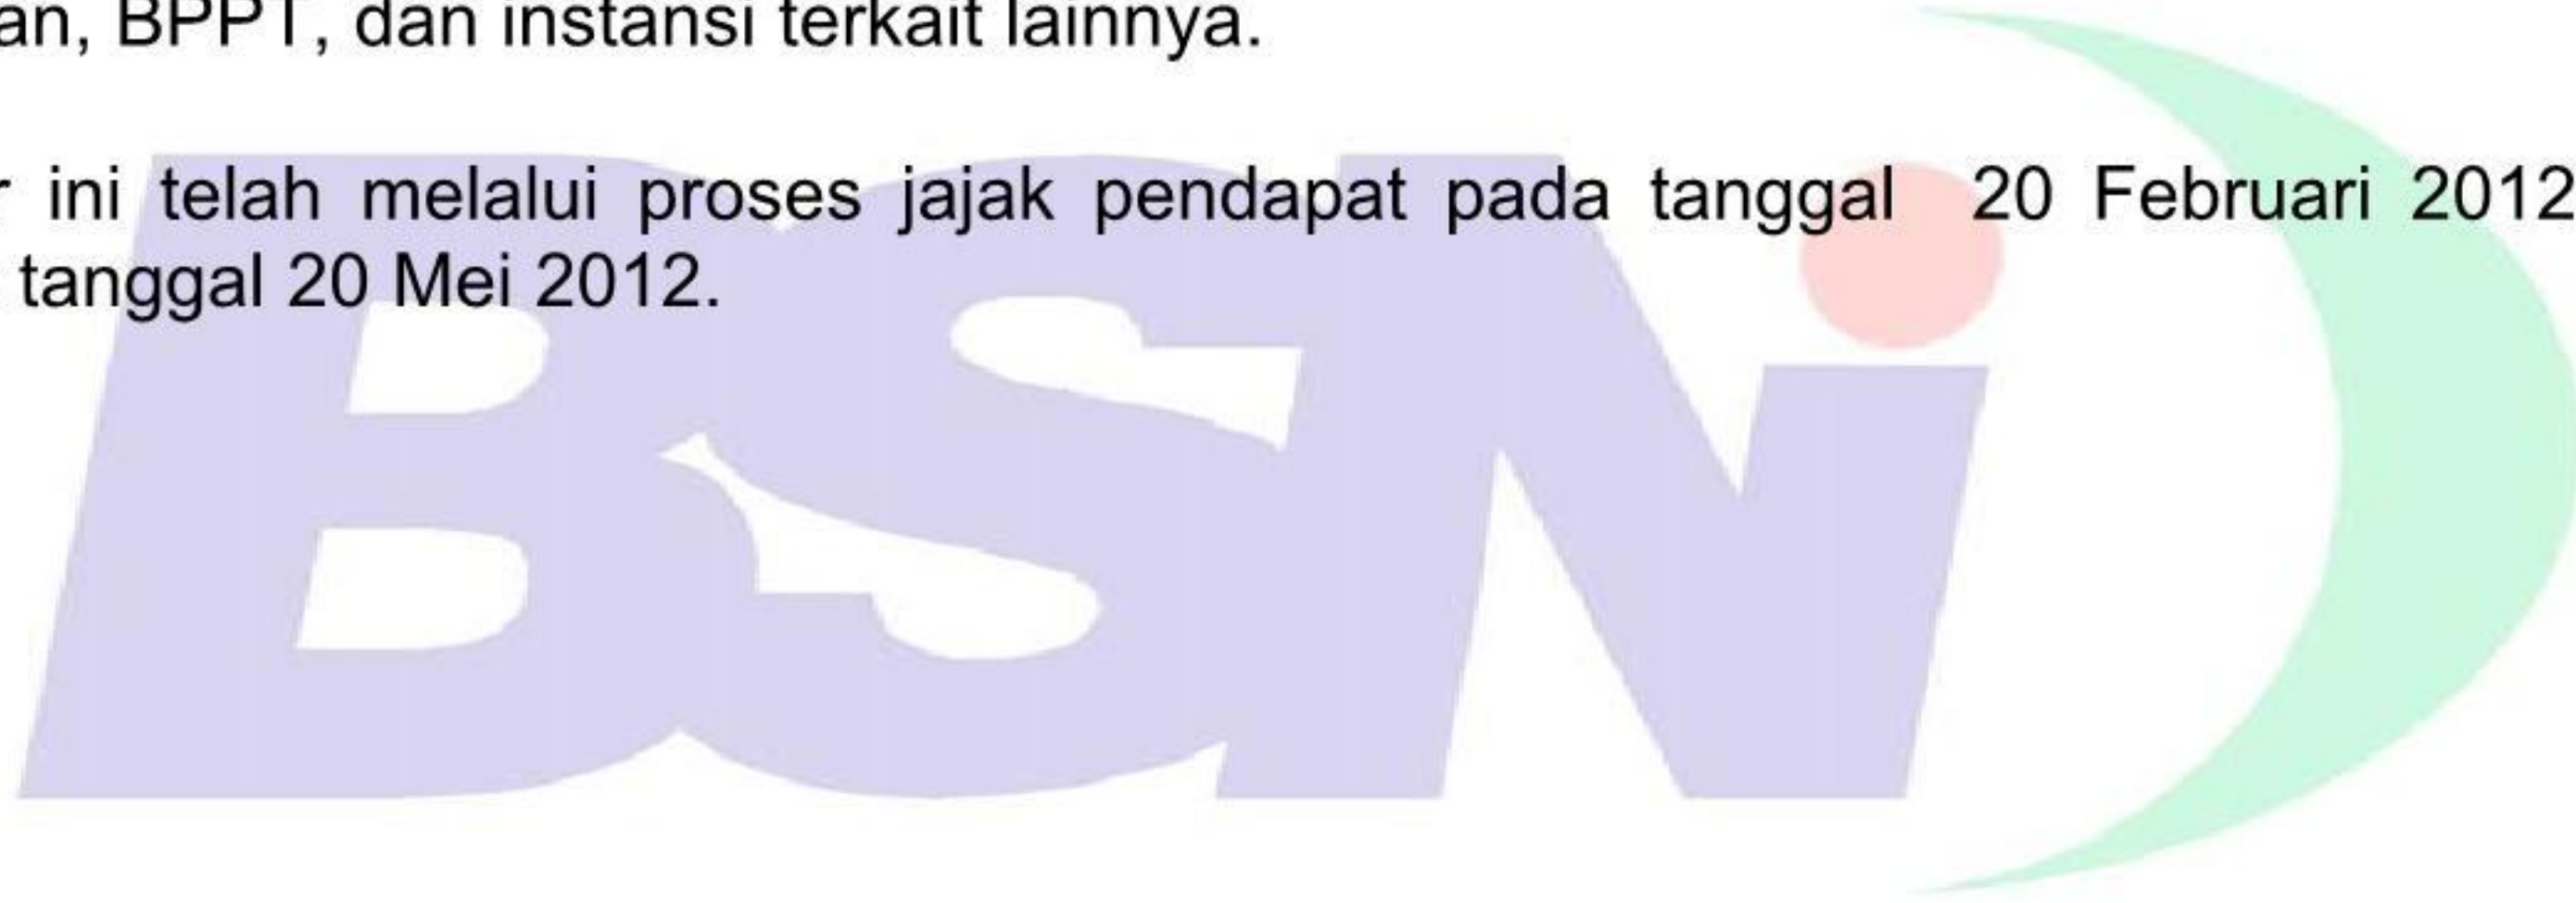 an, BPPT, dan instansi terkait lainnya.
ini telah melalui proses jajak pendapat pada tanggal 20 Februari 2012
tanggal 20 Mei 2012.
BSN